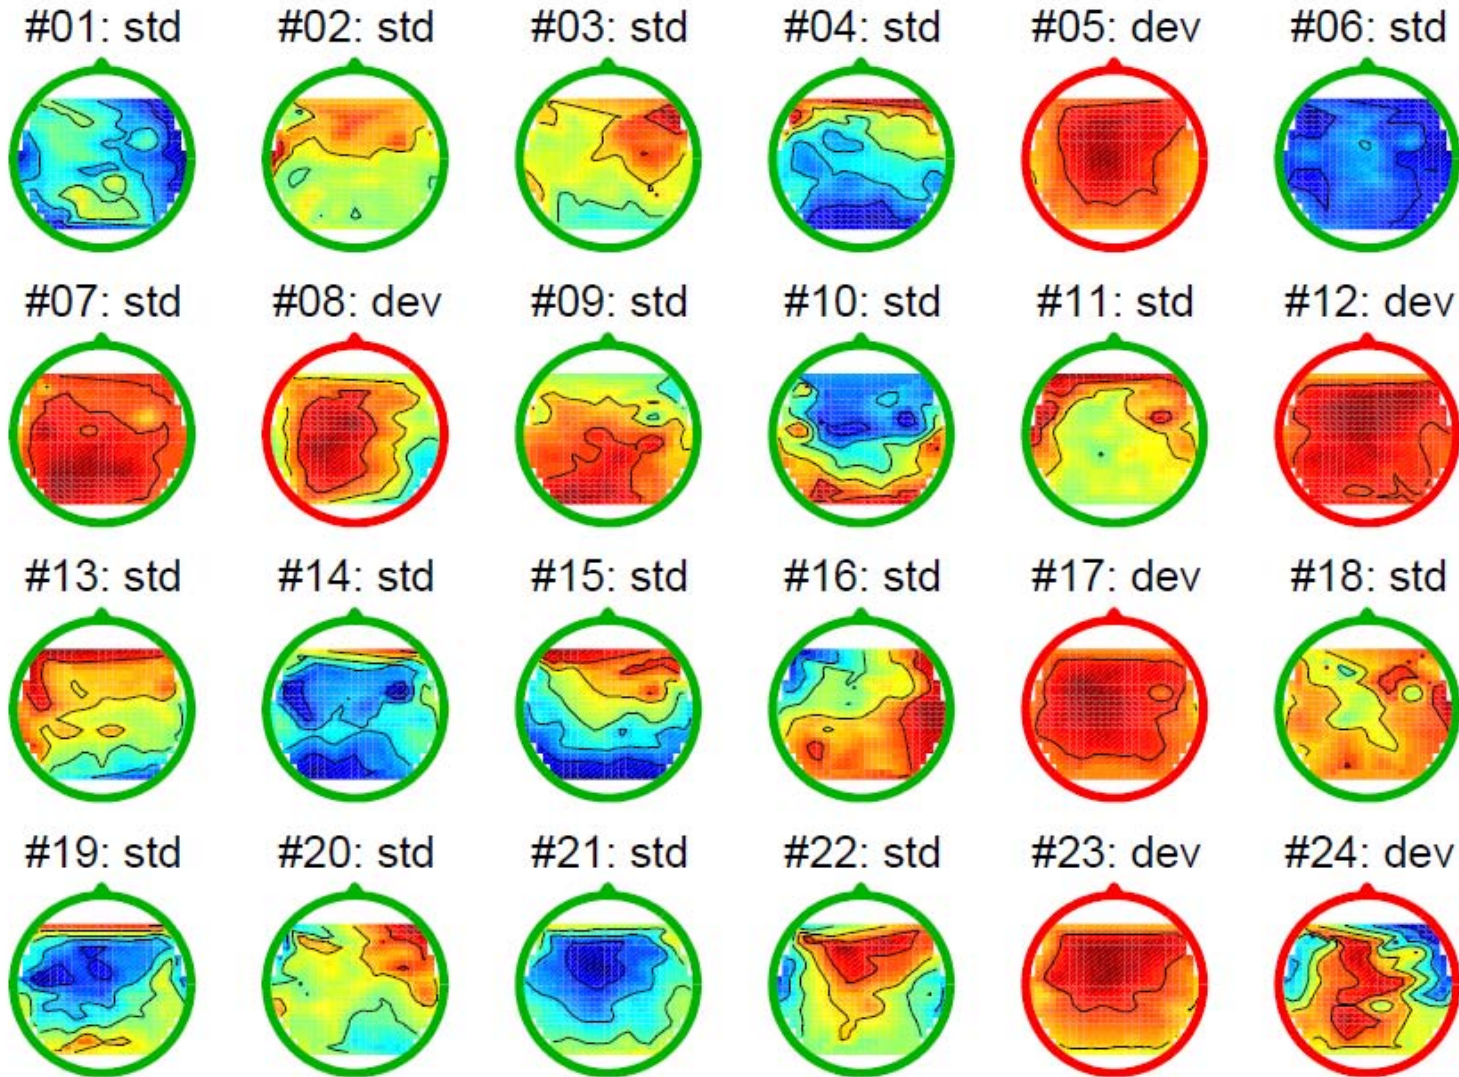 #01: std #02: std #03: std #04: std #05: dev #06: std
#07: std #08: dev #09: std #10: std #11: std #12: dev
#13: std #14: std #15: std #16: std #17: dev #18: std
#19: std #20: std #21: std #22: std #23: dev #24: dev